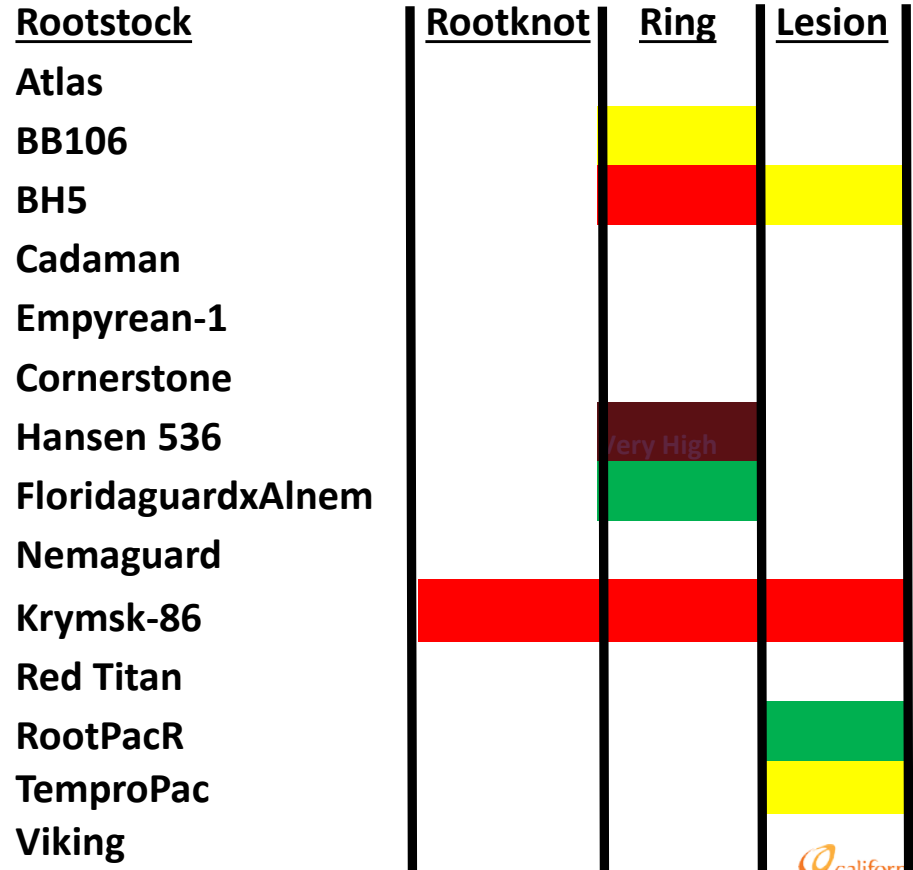 Rootstock Rootknot Ring Lesion
Atlas
BB106
BH5
Cadaman
Empyrean-1
Cornerstone
Hansen 536 Very High
FloridaguardxAlnem
Nemaguard
Krymsk-86
Red Titan
RootPacR
TemproPac
Viking